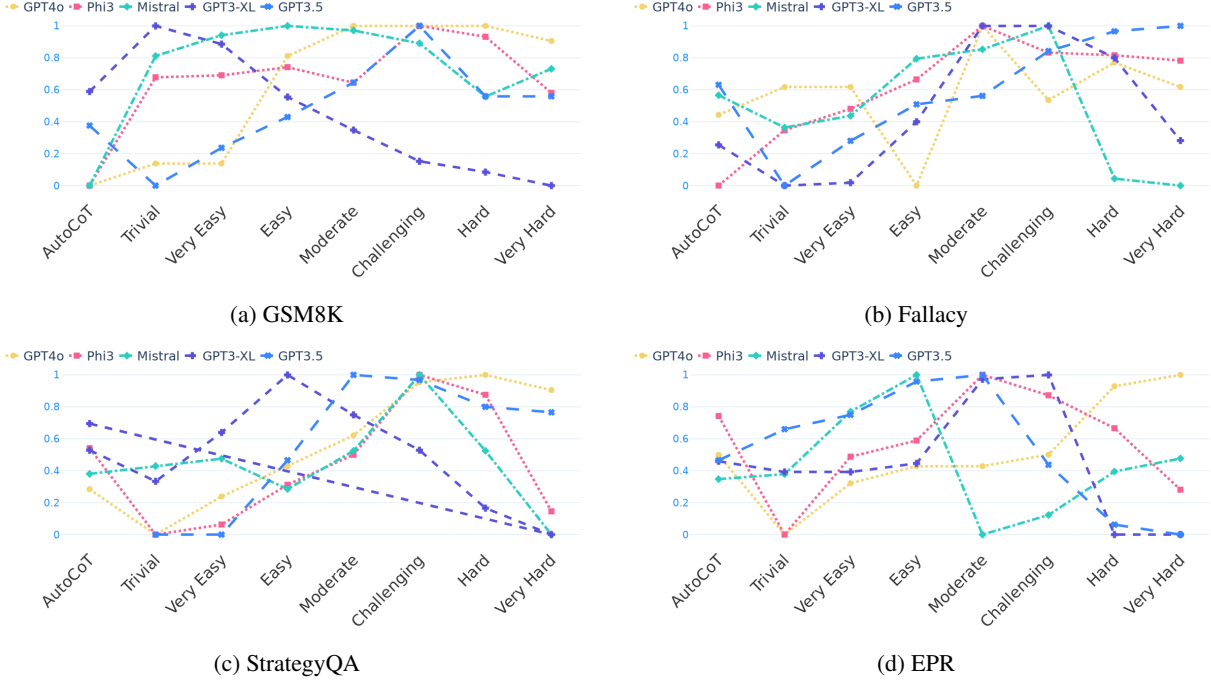 GPT4o Phi3 Mistral GPT3-XL GPT3.5
1
0.8
0.6
0.4
0.2
0
AutoCoT
Trivial
Very Easy
Easy
Moderate
Challenging
Hard
Very Hard
(a) GSM8K
GPT4o Phi3 Mistral GPT3-XL GPT3.5
1
0.8
0.6
0.4
0.2
0
AutoCoT
Trivial
Very Easy
Easy
Moderate
Challenging
Hard
Very Hard
(b) Fallacy
GPT4o Phi3 Mistral GPT3-XL GPT3.5
1
0.8
0.6
0.4
0.2
0
AutoCoT
Trivial
Very Easy
Easy
Moderate
Challenging
Hard
Very Hard
(c) StrategyQA
GPT4o Phi3 Mistral GPT3-XL GPT3.5
1
0.8
0.6
0.4
0.2
0
AutoCoT
Trivial
Very Easy
Easy
Moderate
Challenging
Hard
Very Hard
(d) EPR